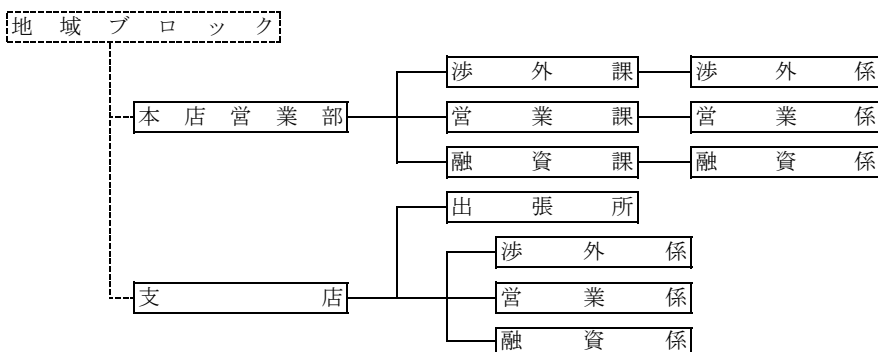 地域ブロック
渉外課 渉外係
本店営業部 営業課 営業係
融資課 融資係
出張所
渉外係
支店 営業係
融資係